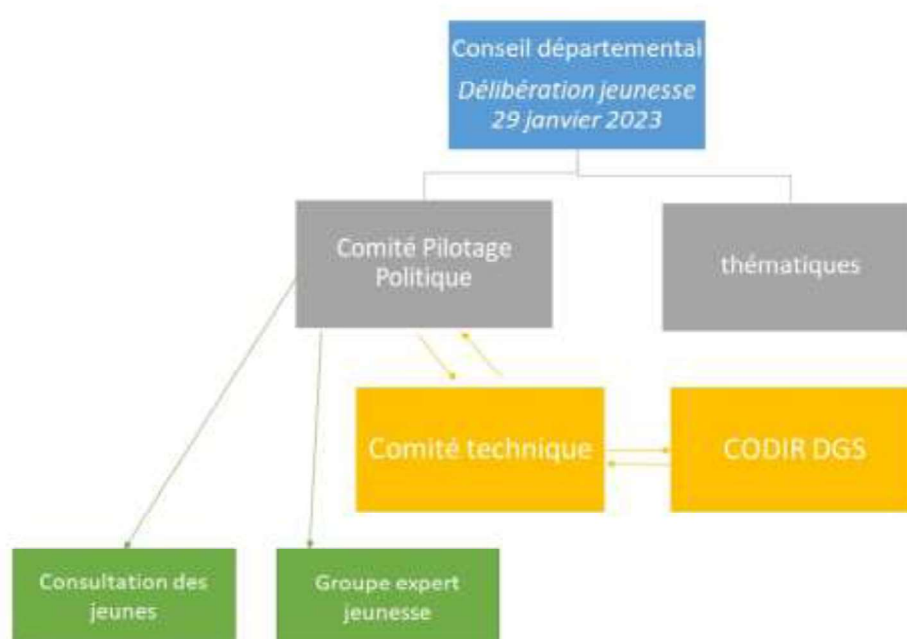 Conseil départemental
Délibération jeunesse
29 janvier 2023
Comité Pilotage
Politique
thématiques
Comité technique
CODIR DGS
Consultation des
jeunes
Groupe expert
jeunesse